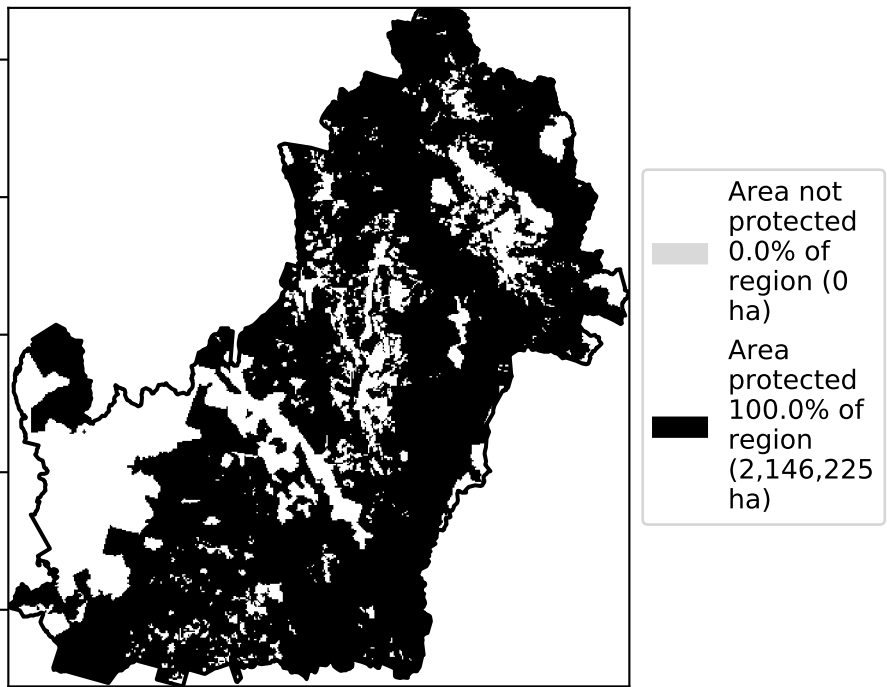 Area not
protected
0.0% of
region (0
ha)
Area
protected
100.0% of
region
(2,146,225
ha)